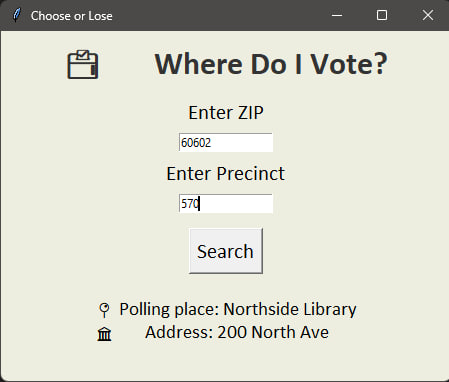 Choose or Lose
Where Do I Vote?
Enter ZIP
60602
Enter Precinct
570
Search
Polling place: Northside Library
Address: 200 North Ave